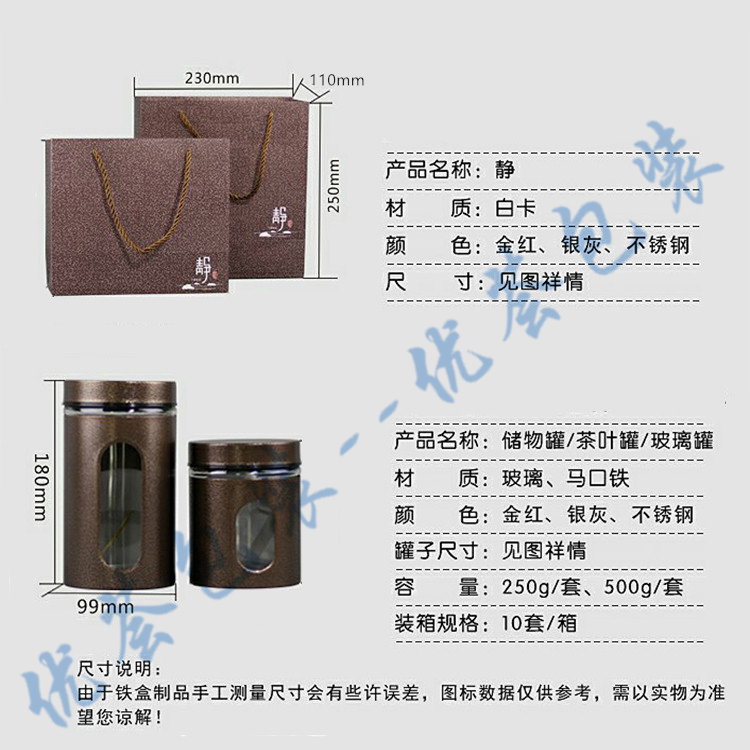 230mm
110mm
250mm
静
静
产品名称：静
材 质：白卡
颜 色：金红、银灰、不锈钢
尺 寸：见图祥情
180mm
99mm
产品名称：储物罐/茶叶罐/玻璃罐
材 质：玻璃、马口铁
颜 色：金红、银灰、不锈钢
罐子尺寸：见图祥情
容 量：250g/套、500g/套
装箱规格：10套/箱
尺寸说明：
由于铁盒制品手工测量尺寸会有些许误差，图标数据仅供参考，需以实物为准
望您谅解！